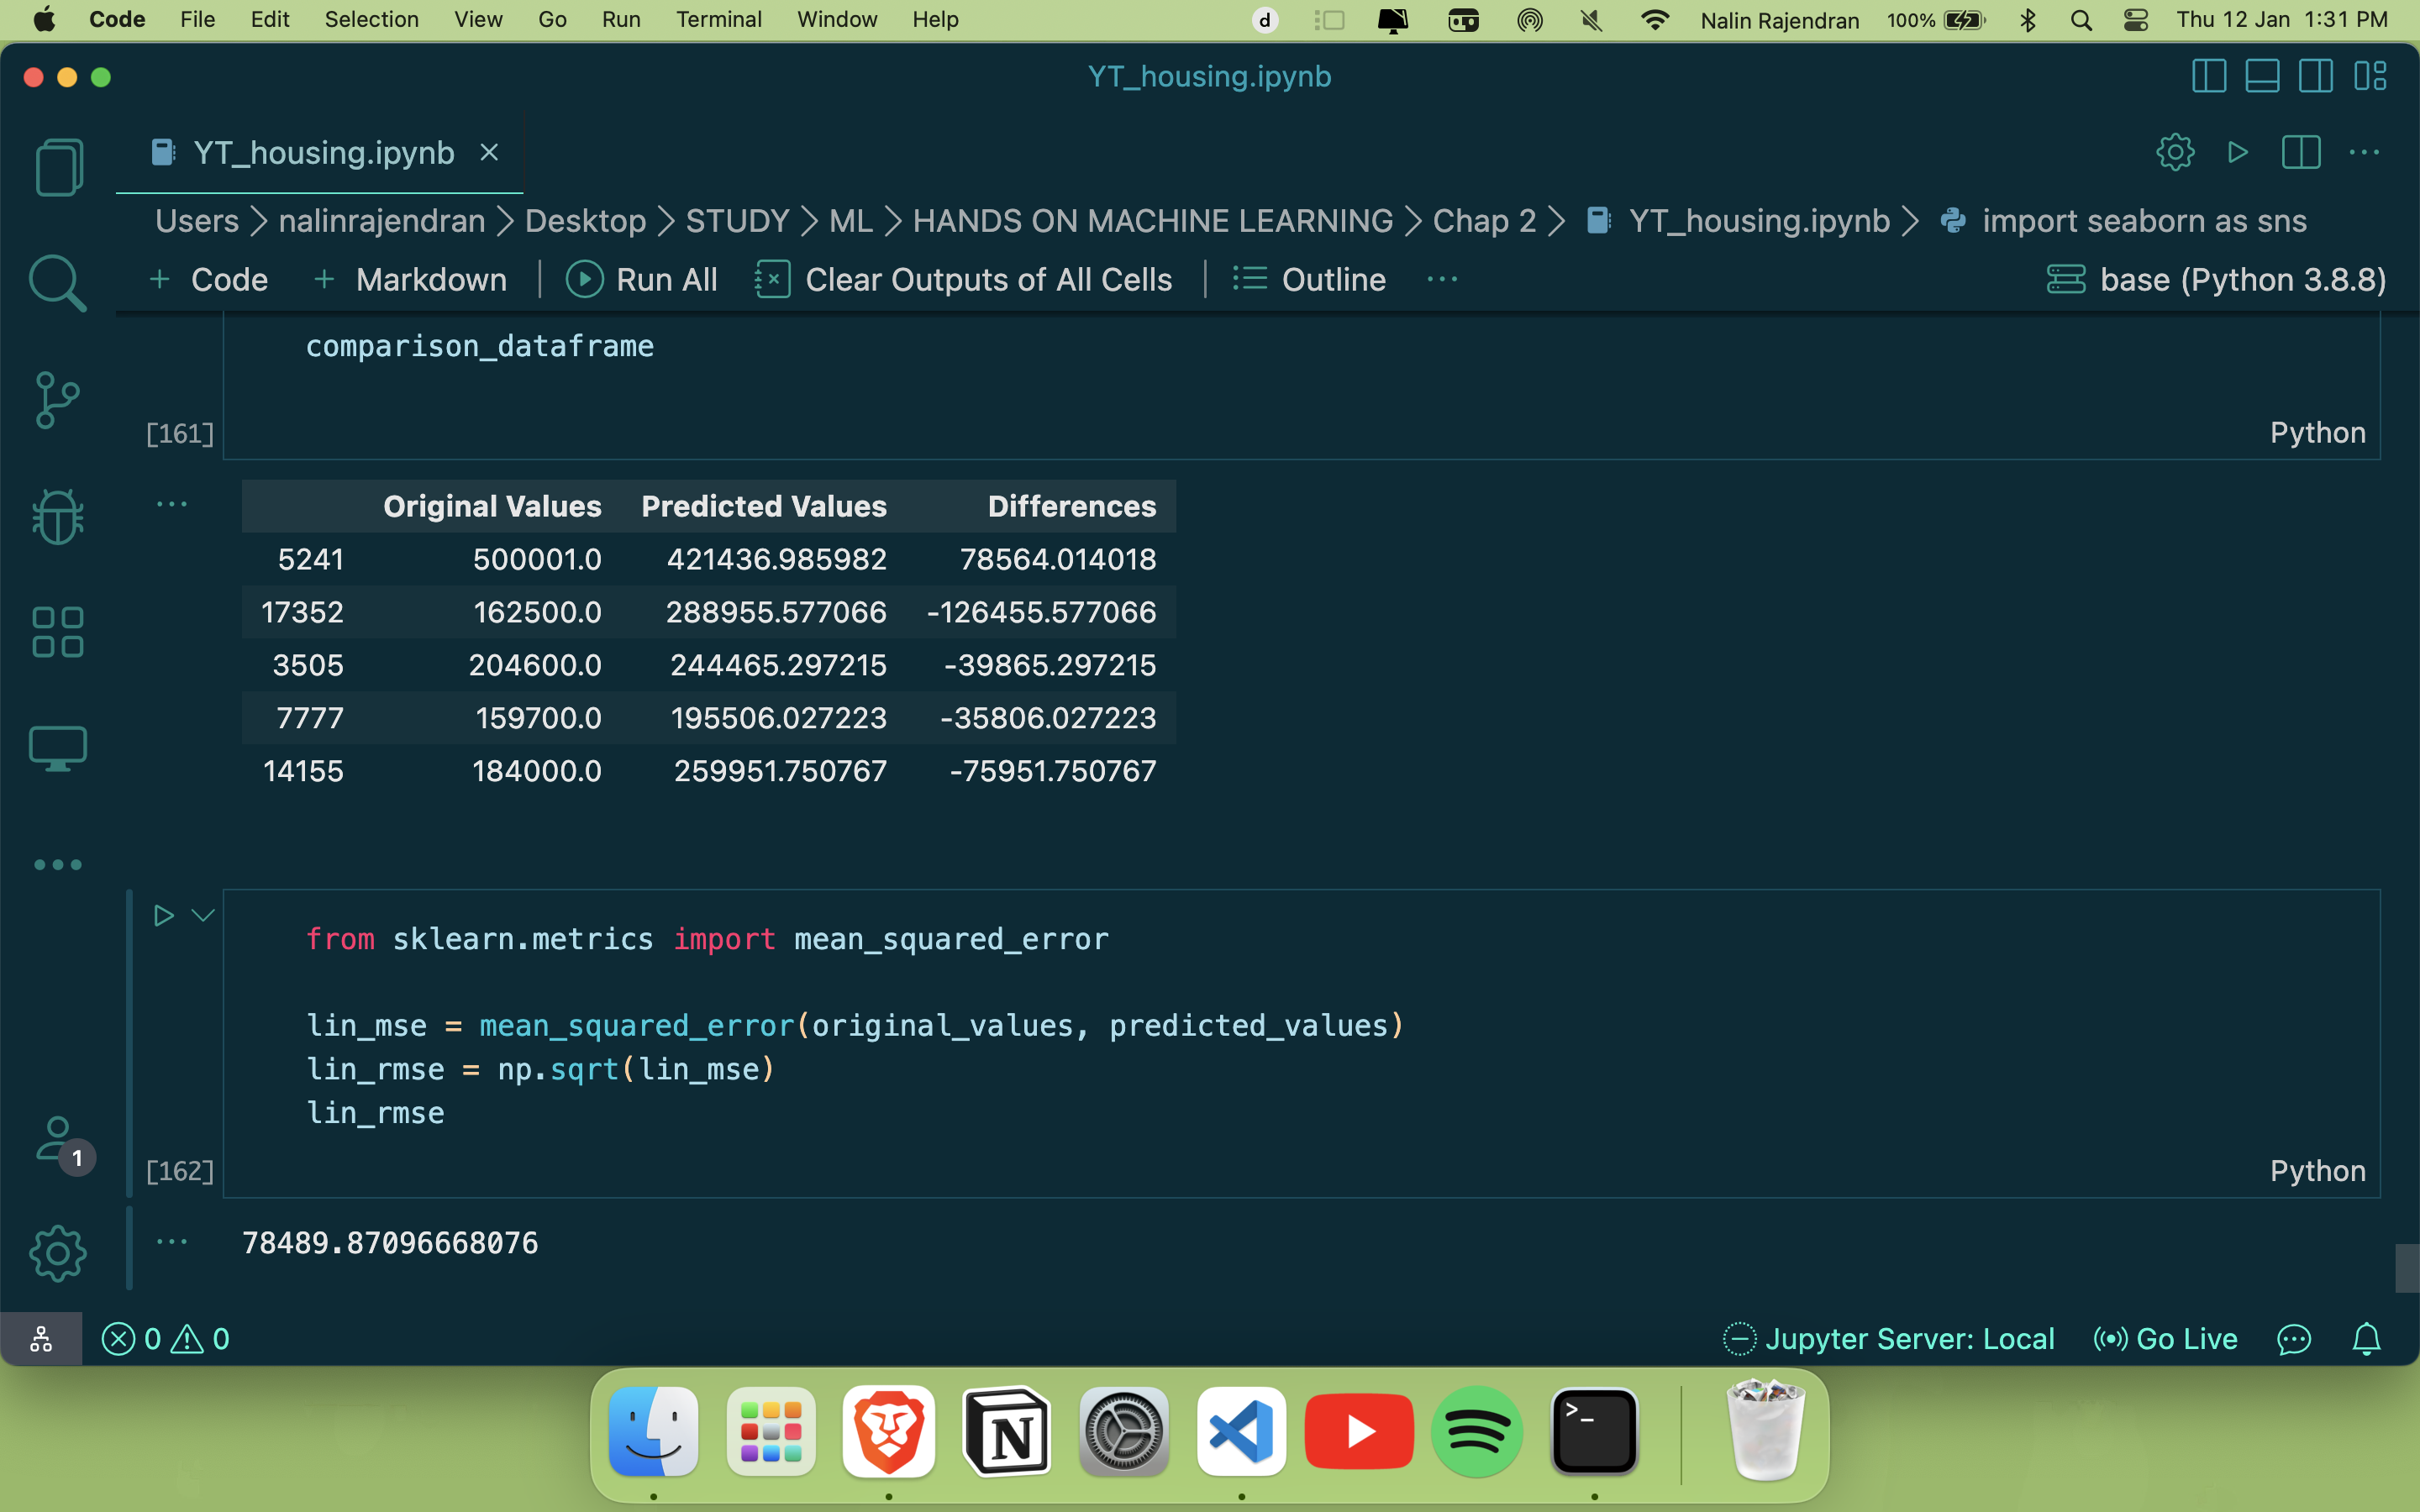 Code File Edit Selection View Go Run Terminal Window Help d Nalin Rajendran 100% Thu 12 Jan 1:31 PM
YT_housing.ipynb
YT_housing.ipynb
Users > nalinrajendran > Desktop > STUDY > ML > HANDS ON MACHINE LEARNING > Chap 2 > YT_housing.ipynb > import seaborn as sns
+ Code + Markdown | Run All Clear Outputs of All Cells | Outline ... base (Python 3.8.8)
comparison_dataframe
[161] Python
Original Values Predicted Values Differences
5241 500001.0 421436.985982 78564.014018
17352 162500.0 288955.577066 -126455.577066
3505 204600.0 244465.297215 -39865.297215
7777 159700.0 195506.027223 -35806.027223
14155 184000.0 259951.750767 -75951.750767
from sklearn.metrics import mean_squared_error
lin_mse = mean_squared_error(original_values, predicted_values)
lin_rmse = np.sqrt(lin_mse)
lin_rmse
1
[162] Python
78489.87096668076
0 0 Jupyter Server: Local Go Live
N >_